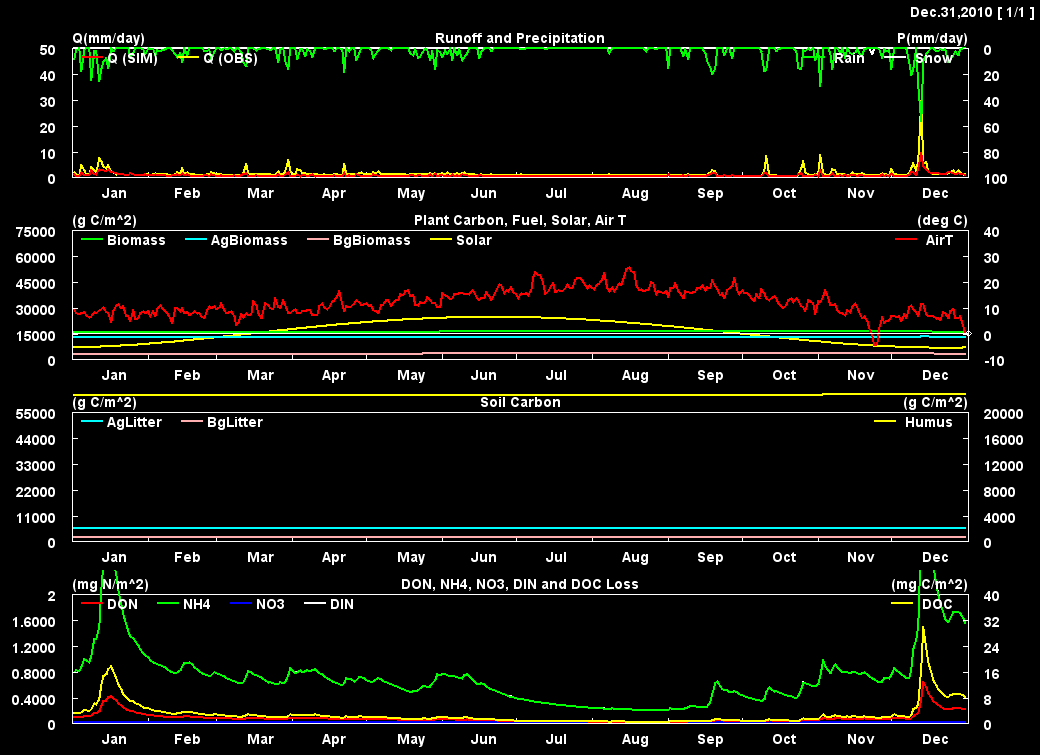 Dec.31,2010 [ 1/1 ]
Q(mm/day) Runoff and Precipitation P(mm/day)
50 Q (SIM) Q (OBS) Rain Snow 0
40 20
30 40
20 60
10 80
0 100
Jan Feb Mar Apr May Jun Jul Aug Sep Oct Nov Dec
(g C/m^2) Plant Carbon, Fuel, Solar, Air T (deg C)
75000 40
Biomass AgBiomass BgBiomass Solar AirT
60000 30
45000 20
30000 10
15000 0
0 -10
Jan Feb Mar Apr May Jun Jul Aug Sep Oct Nov Dec
(g C/m^2) Soil Carbon (g C/m^2)
55000 20000
AgLitter BgLitter Humus
44000 16000
33000 12000
22000 8000
11000 4000
0 0
Jan Feb Mar Apr May Jun Jul Aug Sep Oct Nov Dec
(mg N/m^2) DON, NH4, NO3, DIN and DOC Loss (mg C/m^2)
2 40
DON NH4 NO3 DIN DOC
1.6000 32
1.2000 24
0.8000 16
0.4000 8
0 0
Jan Feb Mar Apr May Jun Jul Aug Sep Oct Nov Dec